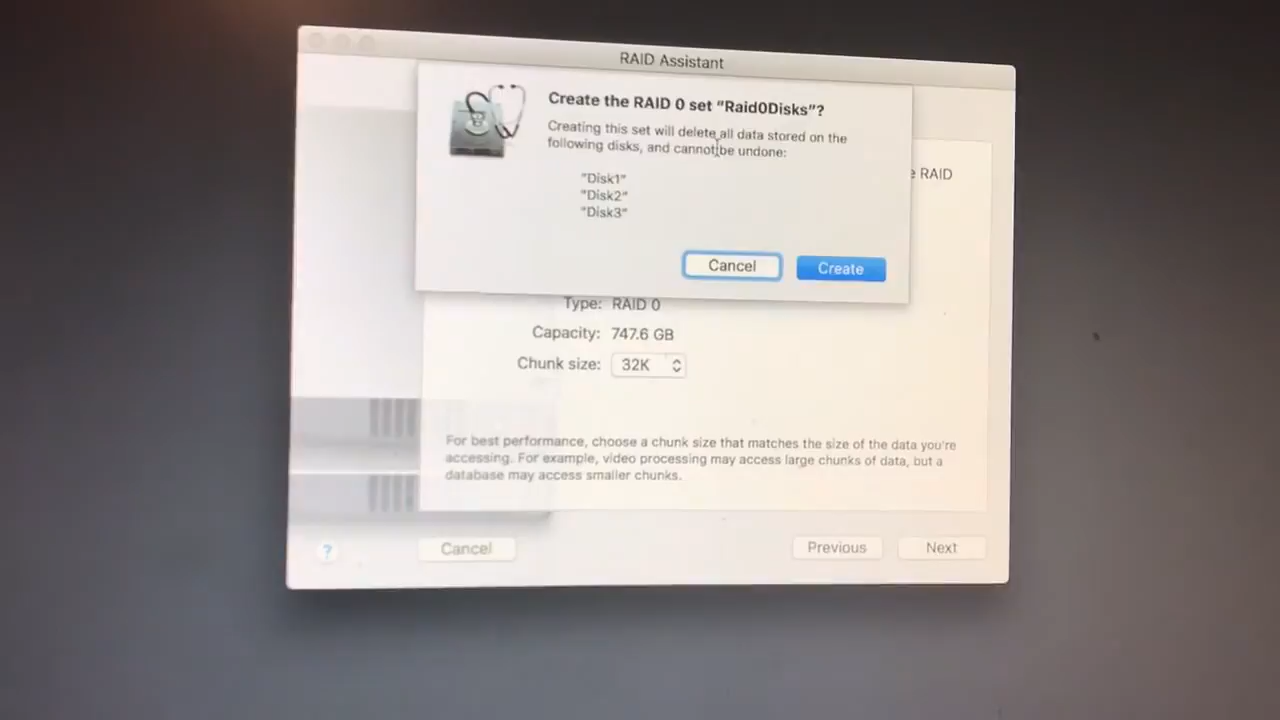 RAID Assistant
Create the RAID 0 set "Raid0Disks"?
Creating this set will delete all data stored on the
following disks, and cannot be undone:
"Disk1"
"Disk2"
"Disk3"
RAID
Cancel
Create
Type: RAID 0
Capacity: 747.6 GB
Chunk size: 32K
For best performance, choose a chunk size that matches the size of the data you're
accessing. For example, video processing may access large chunks of data, but a
database may access smaller chunks.
?
Cancel
Previous
Next